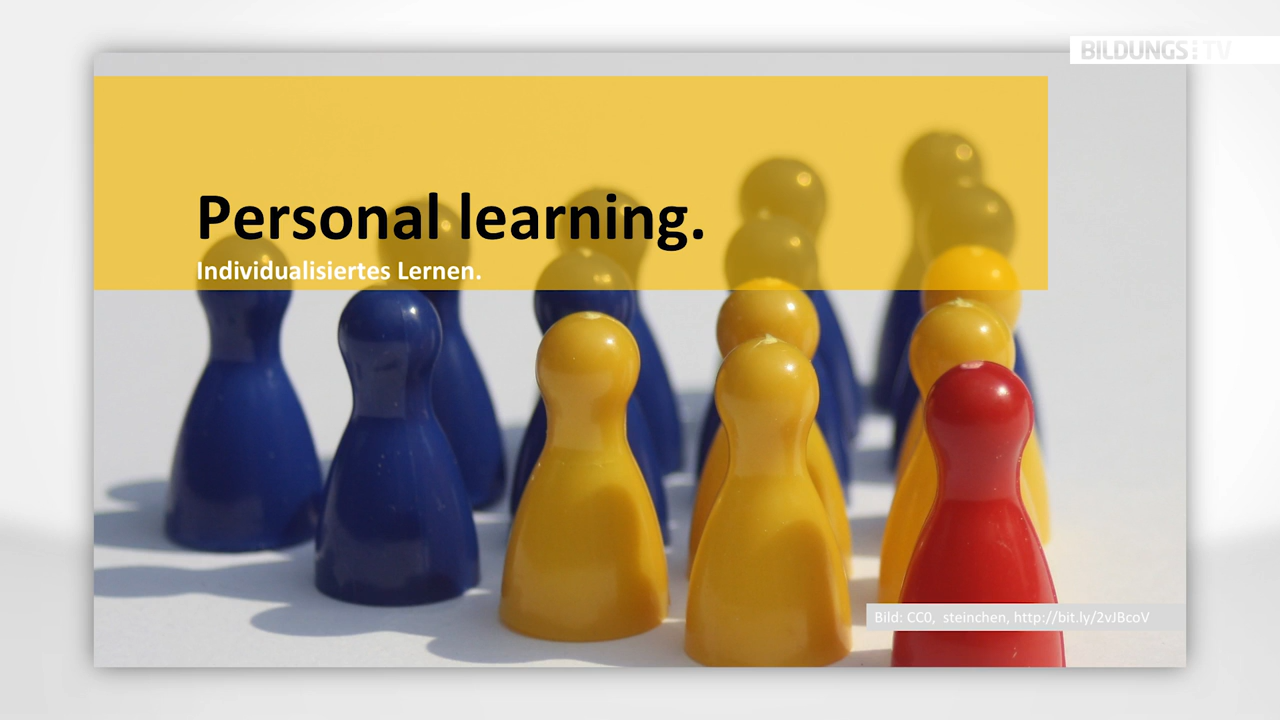 BILDUNGS TV
Personal learning.
Individualisiertes Lernen.
Bild: CC0, steinchen, http://bit.ly/2vJBcoV